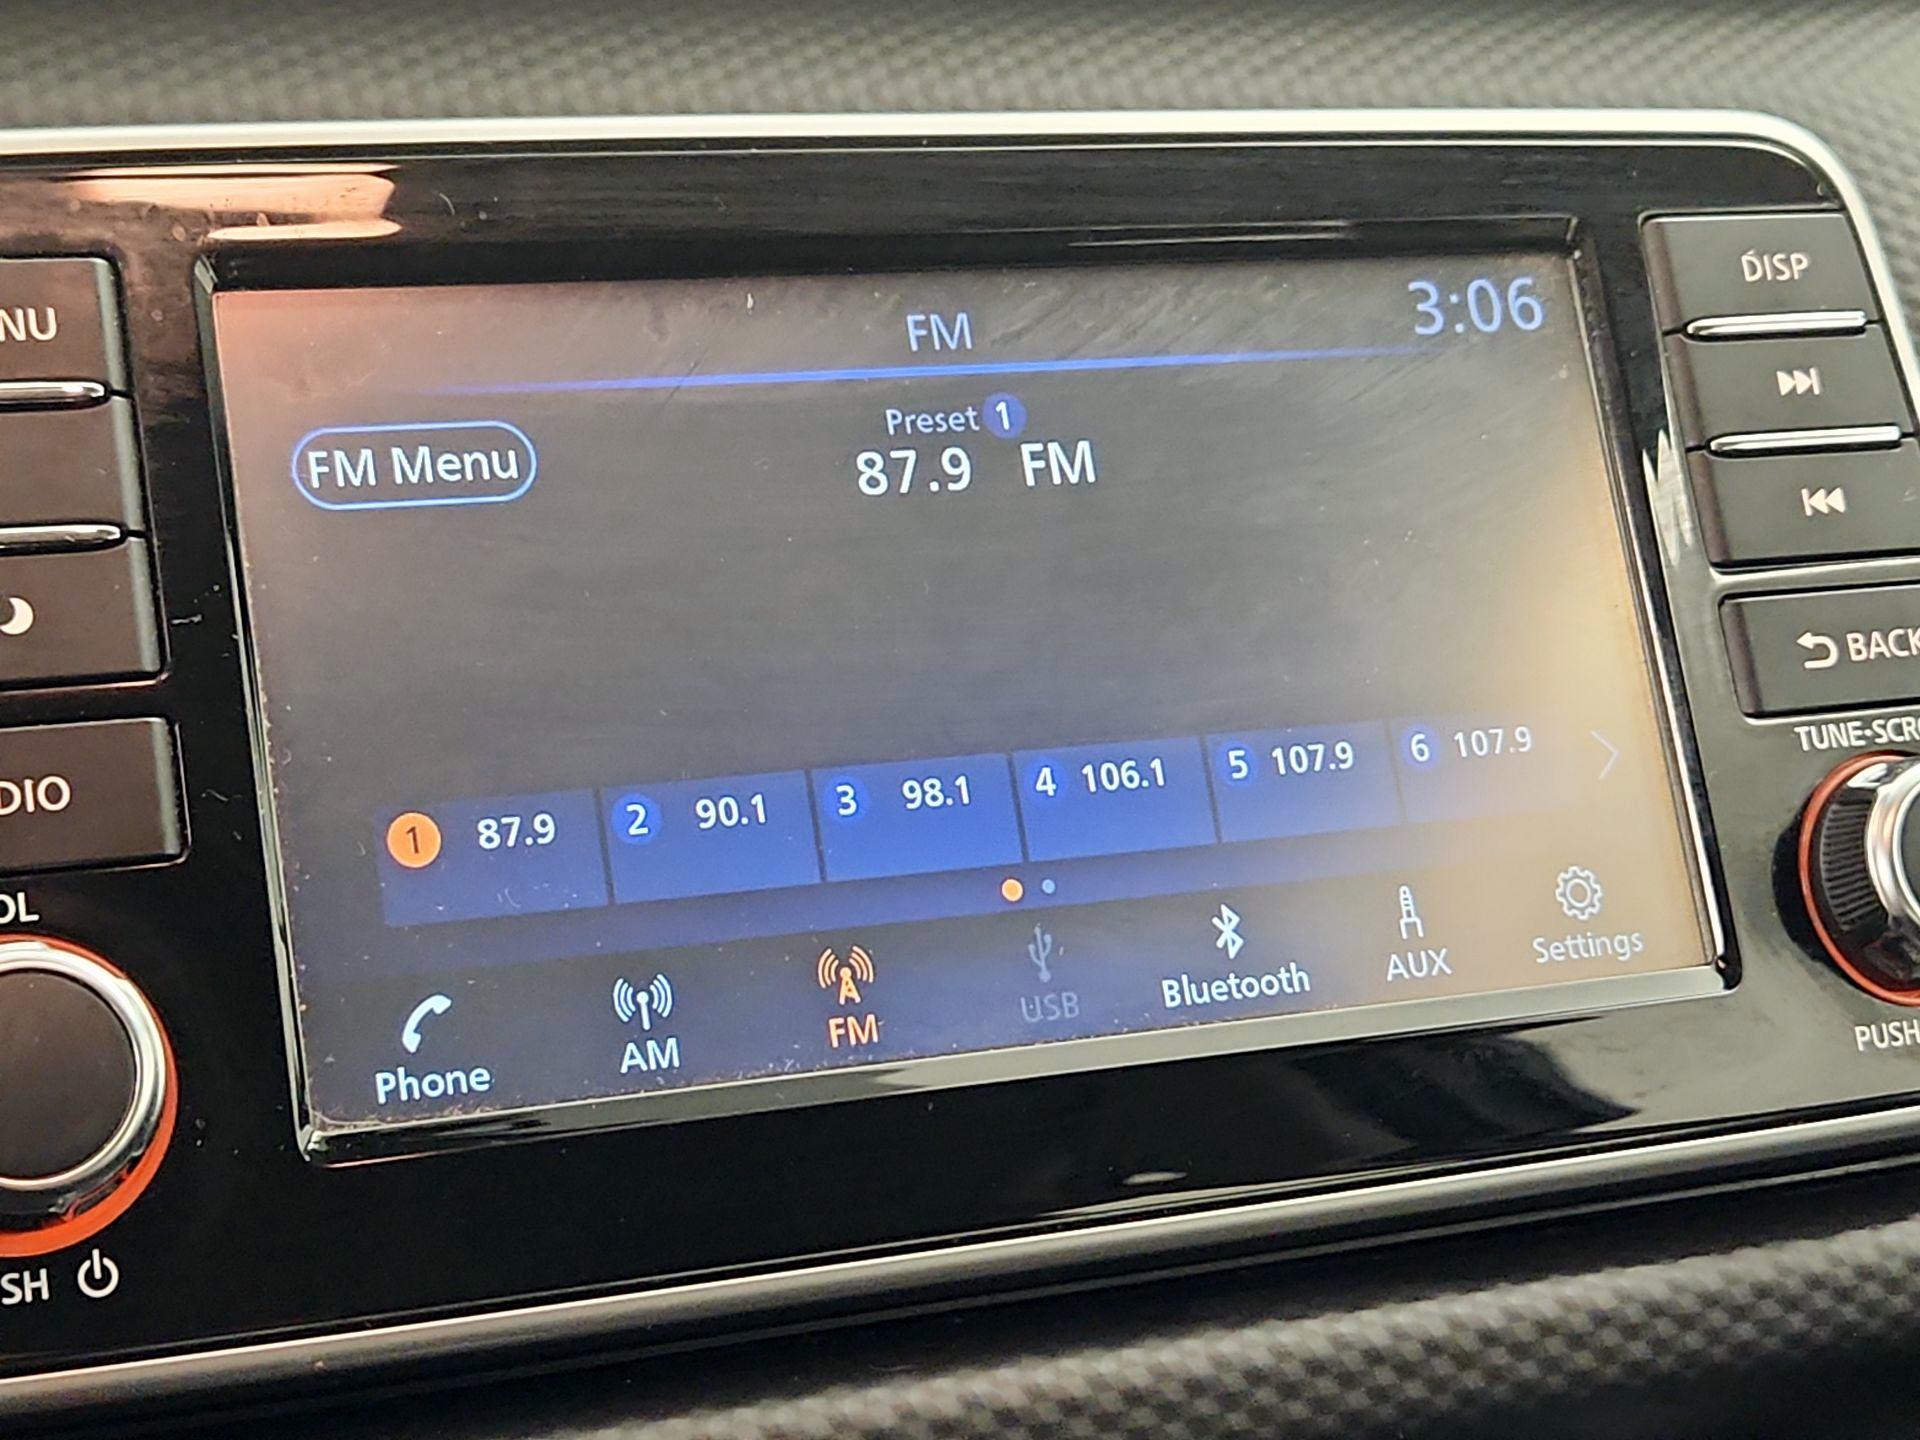 FM
3:06
DISP
NU
FM Menu
Preset 1
87.9 FM
BACK
DIO
TUNE·SCRO
1 87.9
2 90.1
3 98.1
4 106.1
5 107.9
6 107.9
OL
Phone
AM
FM
USB
Bluetooth
AUX
Settings
PUSH
SH